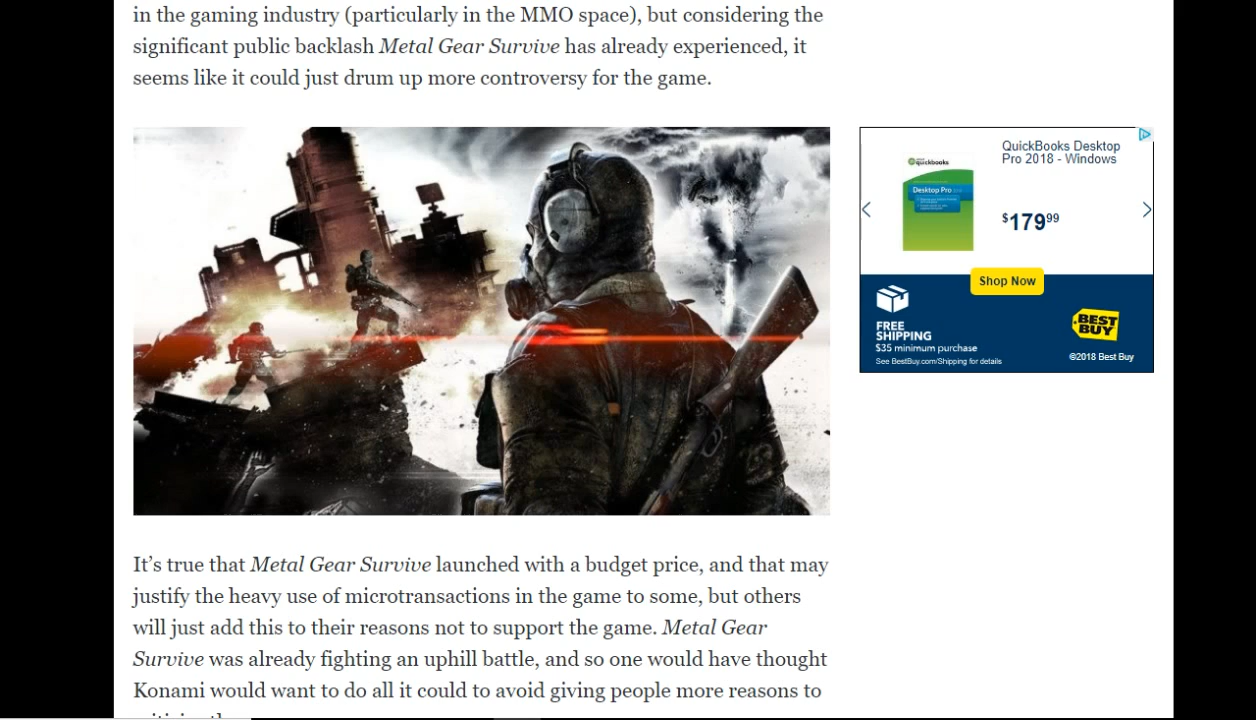 in the gaming industry (particularly in the MMO space), but considering the
significant public backlash Metal Gear Survive has already experienced, it
seems like it could just drum up more controversy for the game.
QuickBooks Desktop
Pro 2018 - Windows
quickbooks
Desktop Pro
$179 99
Shop Now
FREE
SHIPPING
$35 minimum purchase
See BestBuy.com/Shipping for details
BEST
BUY
©2018 Best Buy
It’s true that Metal Gear Survive launched with a budget price, and that may
justify the heavy use of microtransactions in the game to some, but others
will just add this to their reasons not to support the game. Metal Gear
Survive was already fighting an uphill battle, and so one would have thought
Konami would want to do all it could to avoid giving people more reasons to